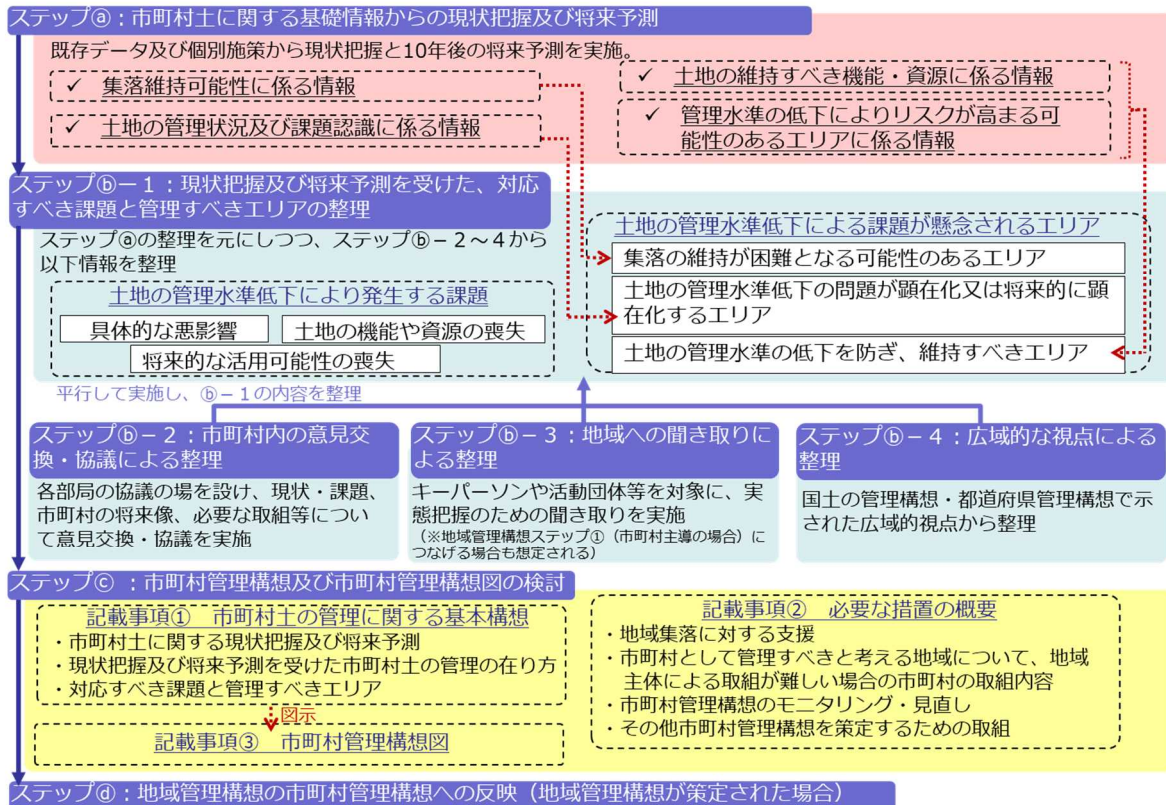 ステップⓐ：市町村土に関する基礎情報からの現状把握及び将来予測
既存データ及び個別施策から現状把握と10年後の将来予測を実施。
✓ 集落維持可能性に係る情報
✓ 土地の管理状況及び課題認識に係る情報
✓ 土地の維持すべき機能・資源に係る情報
✓ 管理水準の低下によりリスクが高まる可
能性のあるエリアに係る情報
ステップⓑ－１：現状把握及び将来予測を受けた、対応
すべき課題と管理すべきエリアの整理
ステップⓐの整理を元にしつつ、ステップⓑ－２～４から
以下情報を整理
土地の管理水準低下により発生する課題
具体的な悪影響
土地の機能や資源の喪失
将来的な活用可能性の喪失
土地の管理水準低下による課題が懸念されるエリア
集落の維持が困難となる可能性のあるエリア
土地の管理水準低下の問題が顕在化又は将来的に顕
在化するエリア
土地の管理水準の低下を防ぎ、維持すべきエリア
平行して実施し、ⓑ－１の内容を整理
ステップⓑ－２：市町村内の意見交
換・協議による整理
各部局の協議の場を設け、現状・課題、
市町村の将来像、必要な取組等につい
て意見交換・協議を実施
ステップⓑ－３：地域への聞き取りに
よる整理
キーパーソンや活動団体等を対象に、実
態把握のための聞き取りを実施
（※地域管理構想ステップ①（市町村主導の場合）に
つなげる場合も想定される）
ステップⓑ－４：広域的な視点による
整理
国土の管理構想・都道府県管理構想で示
された広域的視点から整理
ステップⓒ：市町村管理構想及び市町村管理構想図の検討
記載事項①　市町村土の管理に関する基本構想
・市町村土に関する現状把握及び将来予測
・現状把握及び将来予測を受けた市町村土の管理の在り方
・対応すべき課題と管理すべきエリア
図示
記載事項③　市町村管理構想図
記載事項②　必要な措置の概要
・地域集落に対する支援
・市町村として管理すべきと考える地域について、地域
主体による取組が難しい場合の市町村の取組内容
・市町村管理構想のモニタリング・見直し
・その他市町村管理構想を策定するための取組
ステップⓓ：地域管理構想の市町村管理構想への反映（地域管理構想が策定された場合）